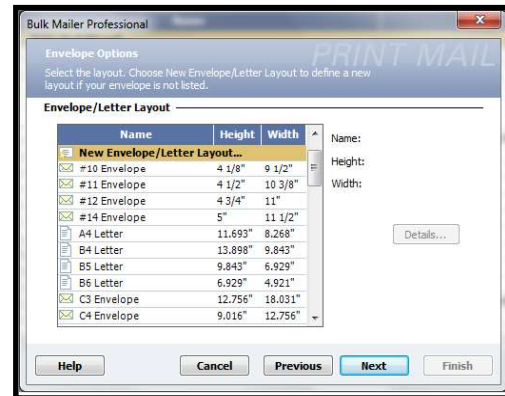 Bulk Mailer Professional
PRINT MAIL
Envelope Options
Select the layout. Choose New Envelope/Letter Layout to define a new
layout if your envelope is not listed.
Envelope/Letter Layout
Name Height Width
New Envelope/Letter Layout...
#10 Envelope 4 1/8" 9 1/2"
#11 Envelope 4 1/2" 10 3/8"
#12 Envelope 4 3/4" 11"
#14 Envelope 5" 11 1/2"
A4 Letter 11.693" 8.268"
B4 Letter 13.898" 9.843"
B5 Letter 9.843" 6.929"
B6 Letter 6.929" 4.921"
C3 Envelope 12.756" 18.031"
C4 Envelope 9.016" 12.756"
Name:
Height:
Width:
Details...
Help Cancel Previous Next Finish